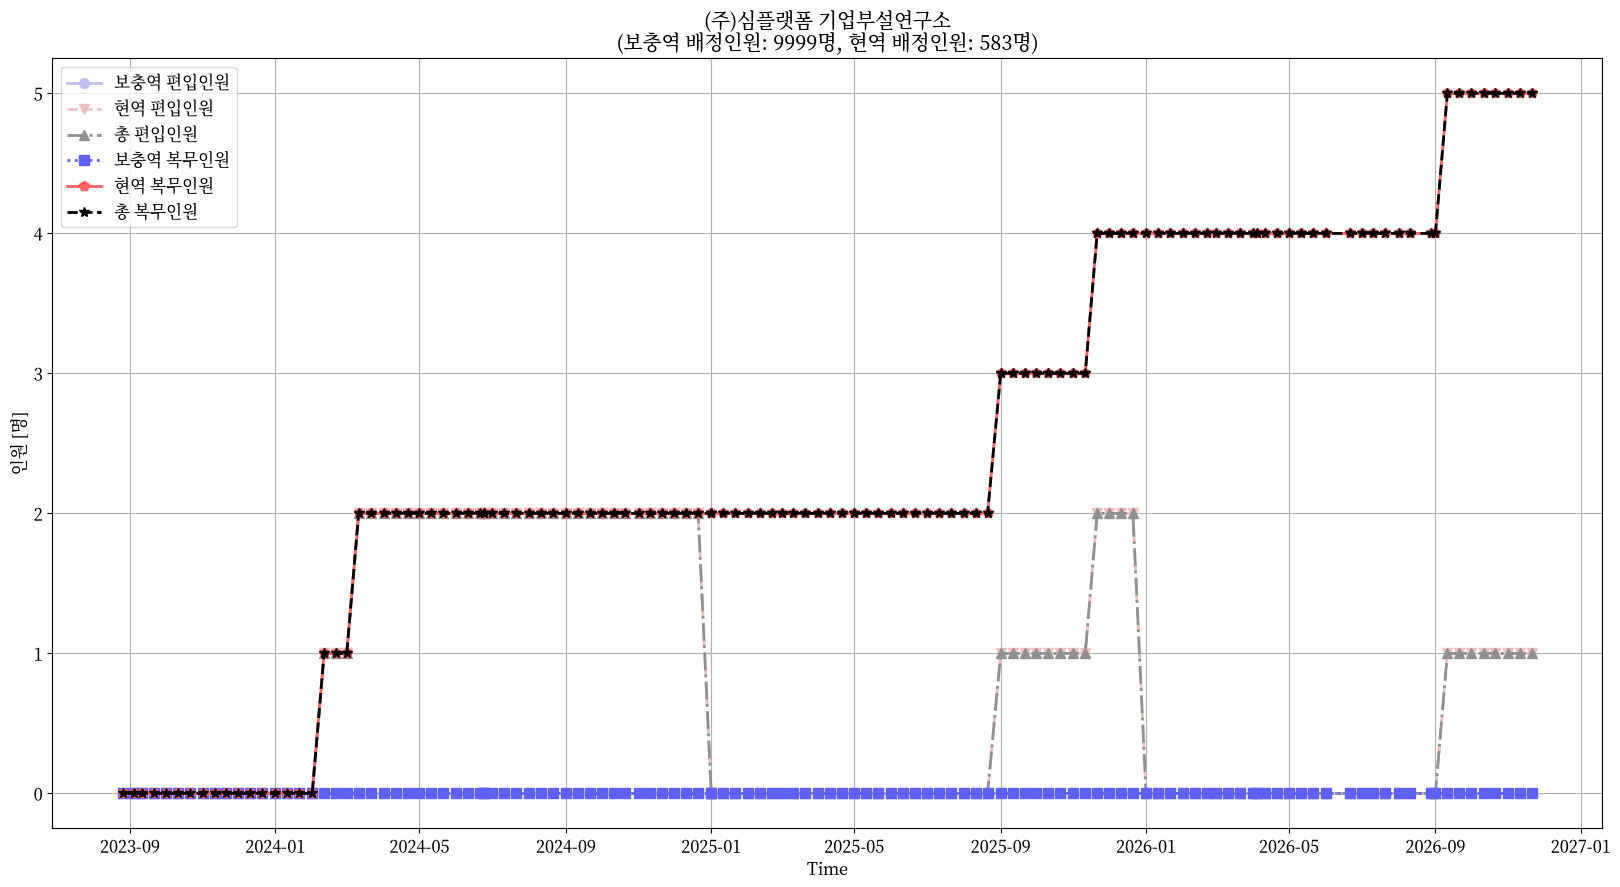 (주)심플랫폼 기업부설연구소
(보충역 배정인원: 9999명, 현역 배정인원: 583명)
보충역 편입인원
현역 편입인원
총 편입인원
보충역 복무인원
현역 복무인원
총 복무인원
인원 [명]
5
4
3
2
1
0
2023-09
2024-01
2024-05
2024-09
2025-01
2025-05
2025-09
2026-01
2026-05
2026-09
2027-01
Time